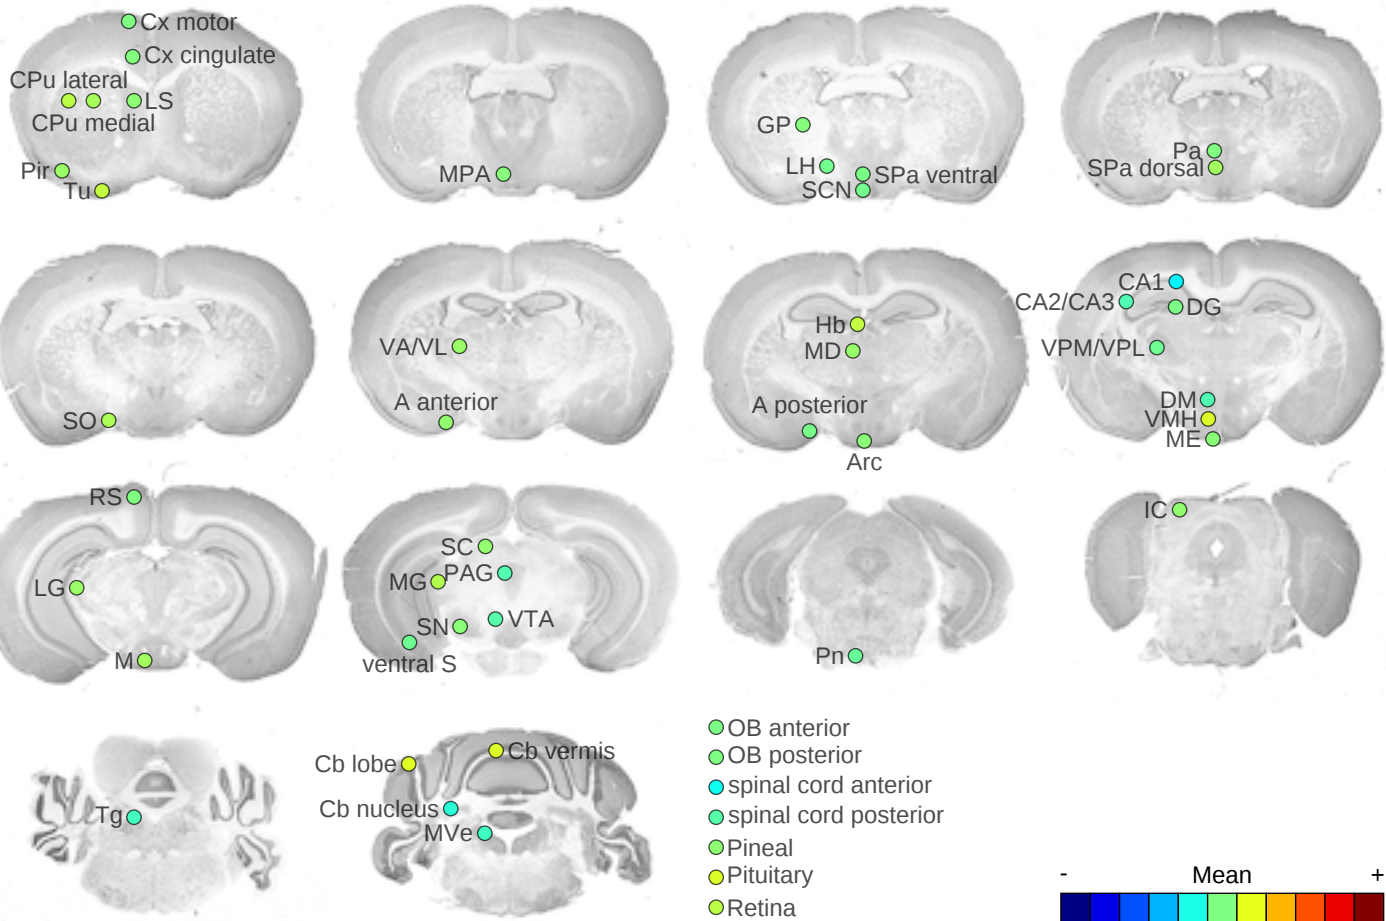 Cx motor
Cx cingulate
CPu lateral
LS
CPu medial
Pir
Tu
MPA
GP
LH
SPa ventral
SCN
Pa
SPa dorsal
SO
VA/VL
A anterior
Hb
MD
A posterior
Arc
CA1
CA2/CA3
DG
VPM/VPL
DM
VMH
ME
RS
LG
M
SC
MG
PAG
SN
VTA
ventral S
Pn
IC
Tg
Cb lobe
Cb vermis
Cb nucleus
MVe
OB anterior
OB posterior
spinal cord anterior
spinal cord posterior
Pineal
Pituitary
Retina
- Mean +